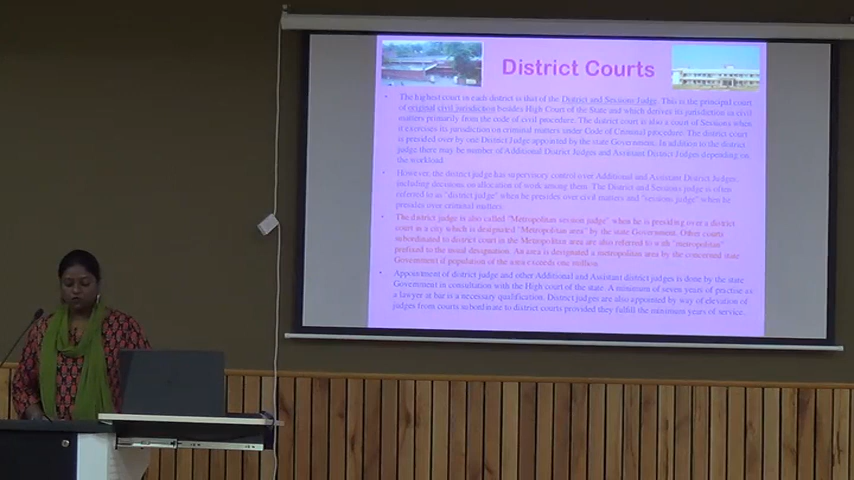 District Courts
The highest court in each district is that of the District and Sessions Judge. This is the principal court
of original civil jurisdiction besides High Court of the State and which derives its jurisdiction in civil
matters primarily from the code of civil procedure. The district court is also a court of Sessions when
it exercises its jurisdiction on criminal matters under Code of Criminal procedure. The district court
is presided over by one District Judge appointed by the state Government. In addition to the district
judge there may be number of Additional District Judges and Assistant District Judges depending on
the workload.
However, the district judge has supervisory control over Additional and Assistant District Judges,
including decisions on allocation of work among them. The District and Sessions judge is often
referred to as "district judge" when he presides over civil matters and "sessions judge" when he
presides over criminal matters.
The district judge is also called "Metropolitan session judge" when he is presiding over a district
court in a city which is designated "Metropolitan area" by the state Government. Other courts
subordinated to district court in the Metropolitan area are also referred to with "metropolitan"
prefixed to the usual designation. An area is designated a metropolitan area by the concerned state
Government if population of the area exceeds one million.
Appointment of district judge and other Additional and Assistant district judges is done by the state
Government in consultation with the High court of the state. A minimum of seven years of practise as
a lawyer at bar is a necessary qualification. District judges are also appointed by way of elevation of
judges from courts subordinate to district courts provided they fulfill the minimum years of service.